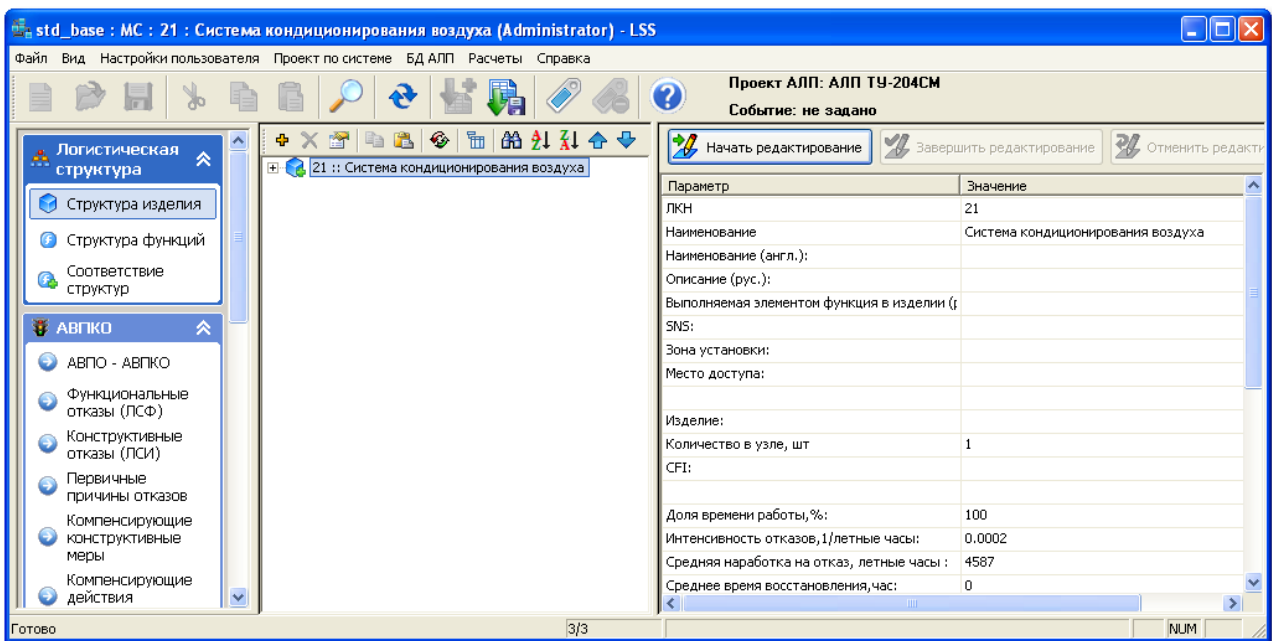 std_base : МС : 21 : Система кондиционирования воздуха (Administrator) - LSS
Файл Вид Настройки пользователя Проект по системе БД АЛП Расчеты Справка
Проект АЛП: АЛП ТУ-204СМ
Событие: не задано
Логистическая
структура
Структура изделия
Структура функций
Соответствие
структур
АВПКО
АВПО - АВПКО
Функциональные
отказы (ЛСФ)
Конструктивные
отказы (ЛСИ)
Первичные
причины отказов
Компенсирующие
конструктивные
меры
Компенсирующие
действия
21 :: Система кондиционирования воздуха
Начать редактирование Завершить редактирование Отменить редакти
Параметр Значение
ЛКН 21
Наименование Система кондиционирования воздуха
Наименование (англ.):
Описание (рус.):
Выполняемая элементом функция в изделии (р
SNS:
Зона установки:
Место доступа:
Изделие:
Количество в узле, шт 1
CFI:
Доля времени работы,%: 100
Интенсивность отказов,1/летные часы: 0.0002
Средняя наработка на отказ, летные часы : 4587
Среднее время восстановления,час: 0
Готово 3/3 NUM